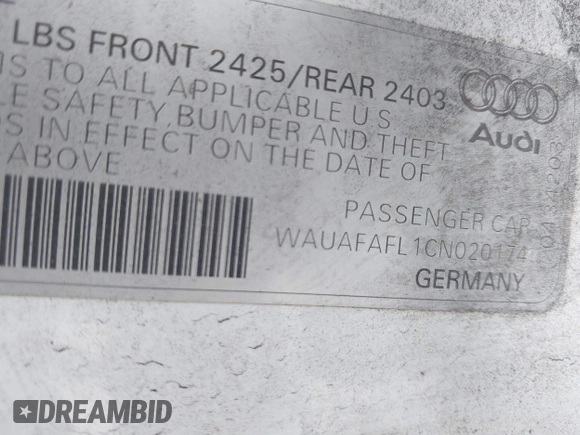 LBS FRONT 2425/REAR 2403
S TO ALL APPLICABLE U S
LE SAFETY, BUMPER AND THEFT
S IN EFFECT ON THE DATE OF
ABOVE
Audi
PASSENGER CAR
WAUAFAFL1CN020174
GERMANY
DREAMBID